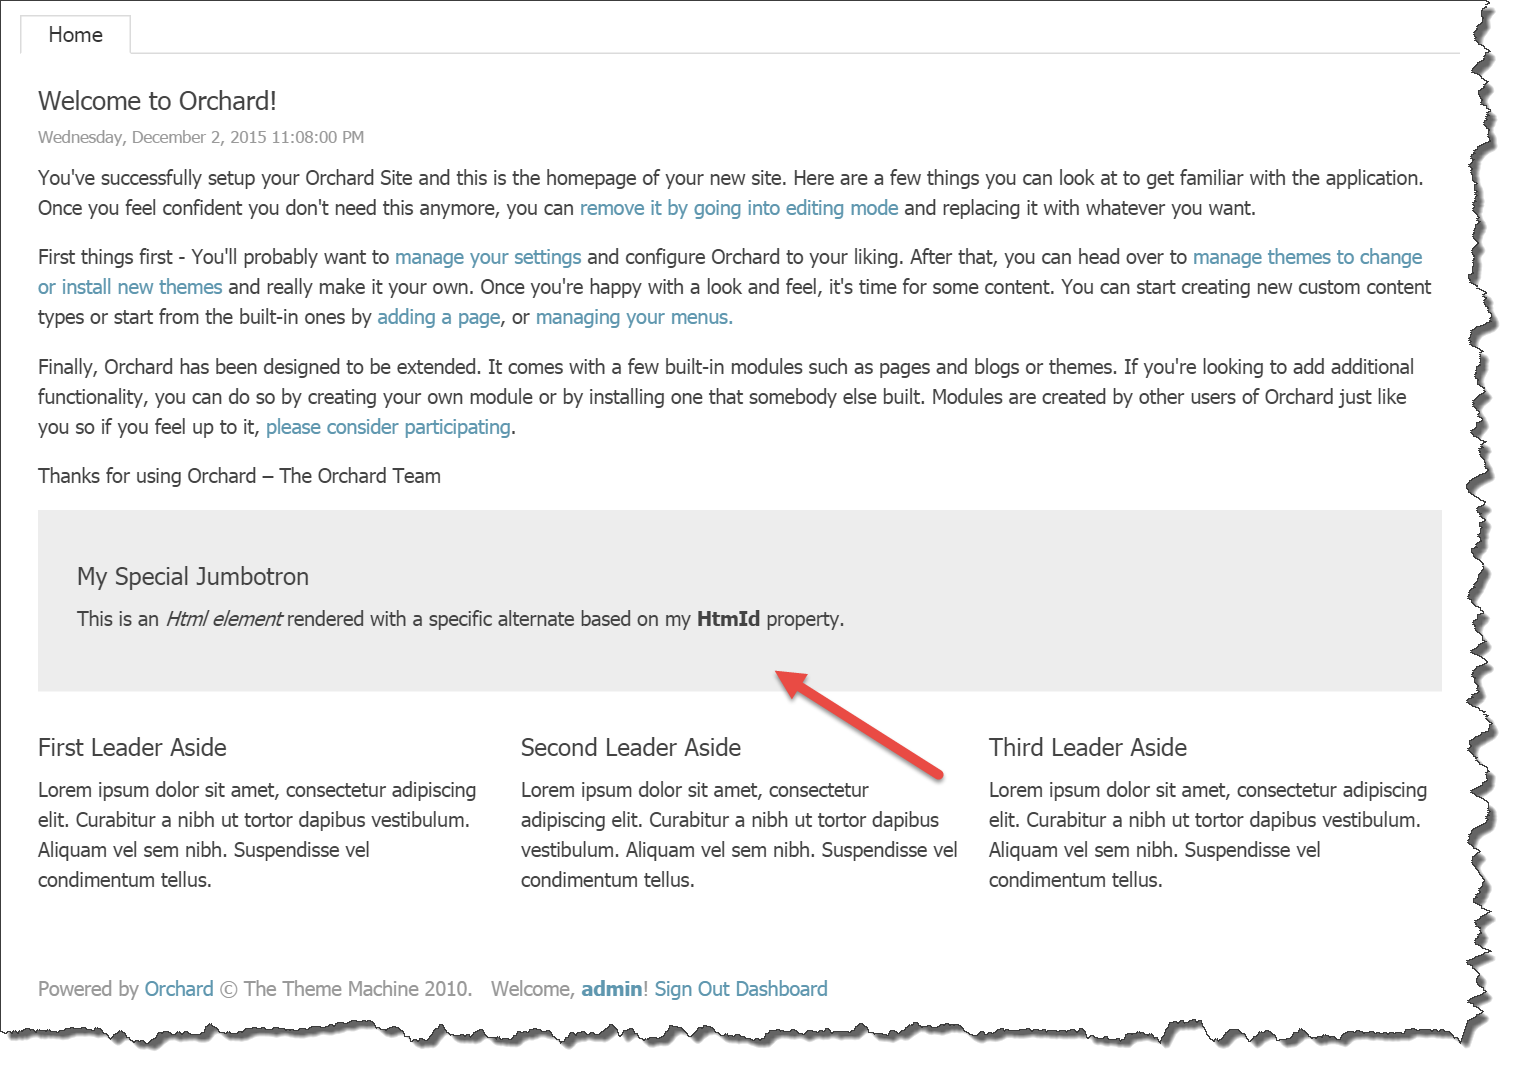 Home
Welcome to Orchard!
Wednesday, December 2, 2015 11:08:00 PM
You've successfully setup your Orchard Site and this is the homepage of your new site. Here are a few things you can look at to get familiar with the application.
Once you feel confident you don't need this anymore, you can remove it by going into editing mode and replacing it with whatever you want.
First things first - You'll probably want to manage your settings and configure Orchard to your liking. After that, you can head over to manage themes to change
or install new themes and really make it your own. Once you're happy with a look and feel, it's time for some content. You can start creating new custom content
types or start from the built-in ones by adding a page, or managing your menus.
Finally, Orchard has been designed to be extended. It comes with a few built-in modules such as pages and blogs or themes. If you're looking to add additional
functionality, you can do so by creating your own module or by installing one that somebody else built. Modules are created by other users of Orchard just like
you so if you feel up to it, please consider participating.
Thanks for using Orchard – The Orchard Team
My Special Jumbotron
This is an Html element rendered with a specific alternate based on my HtmId property.
First Leader Aside
Lorem ipsum dolor sit amet, consectetur adipiscing
elit. Curabitur a nibh ut tortor dapibus vestibulum.
Aliquam vel sem nibh. Suspendisse vel
condimentum tellus.
Second Leader Aside
Lorem ipsum dolor sit amet, consectetur
adipiscing elit. Curabitur a nibh ut tortor dapibus
vestibulum. Aliquam vel sem nibh. Suspendisse vel
condimentum tellus.
Third Leader Aside
Lorem ipsum dolor sit amet, consectetur adipiscing
elit. Curabitur a nibh ut tortor dapibus vestibulum.
Aliquam vel sem nibh. Suspendisse vel
condimentum tellus.
Powered by Orchard © The Theme Machine 2010. Welcome, admin! Sign Out Dashboard